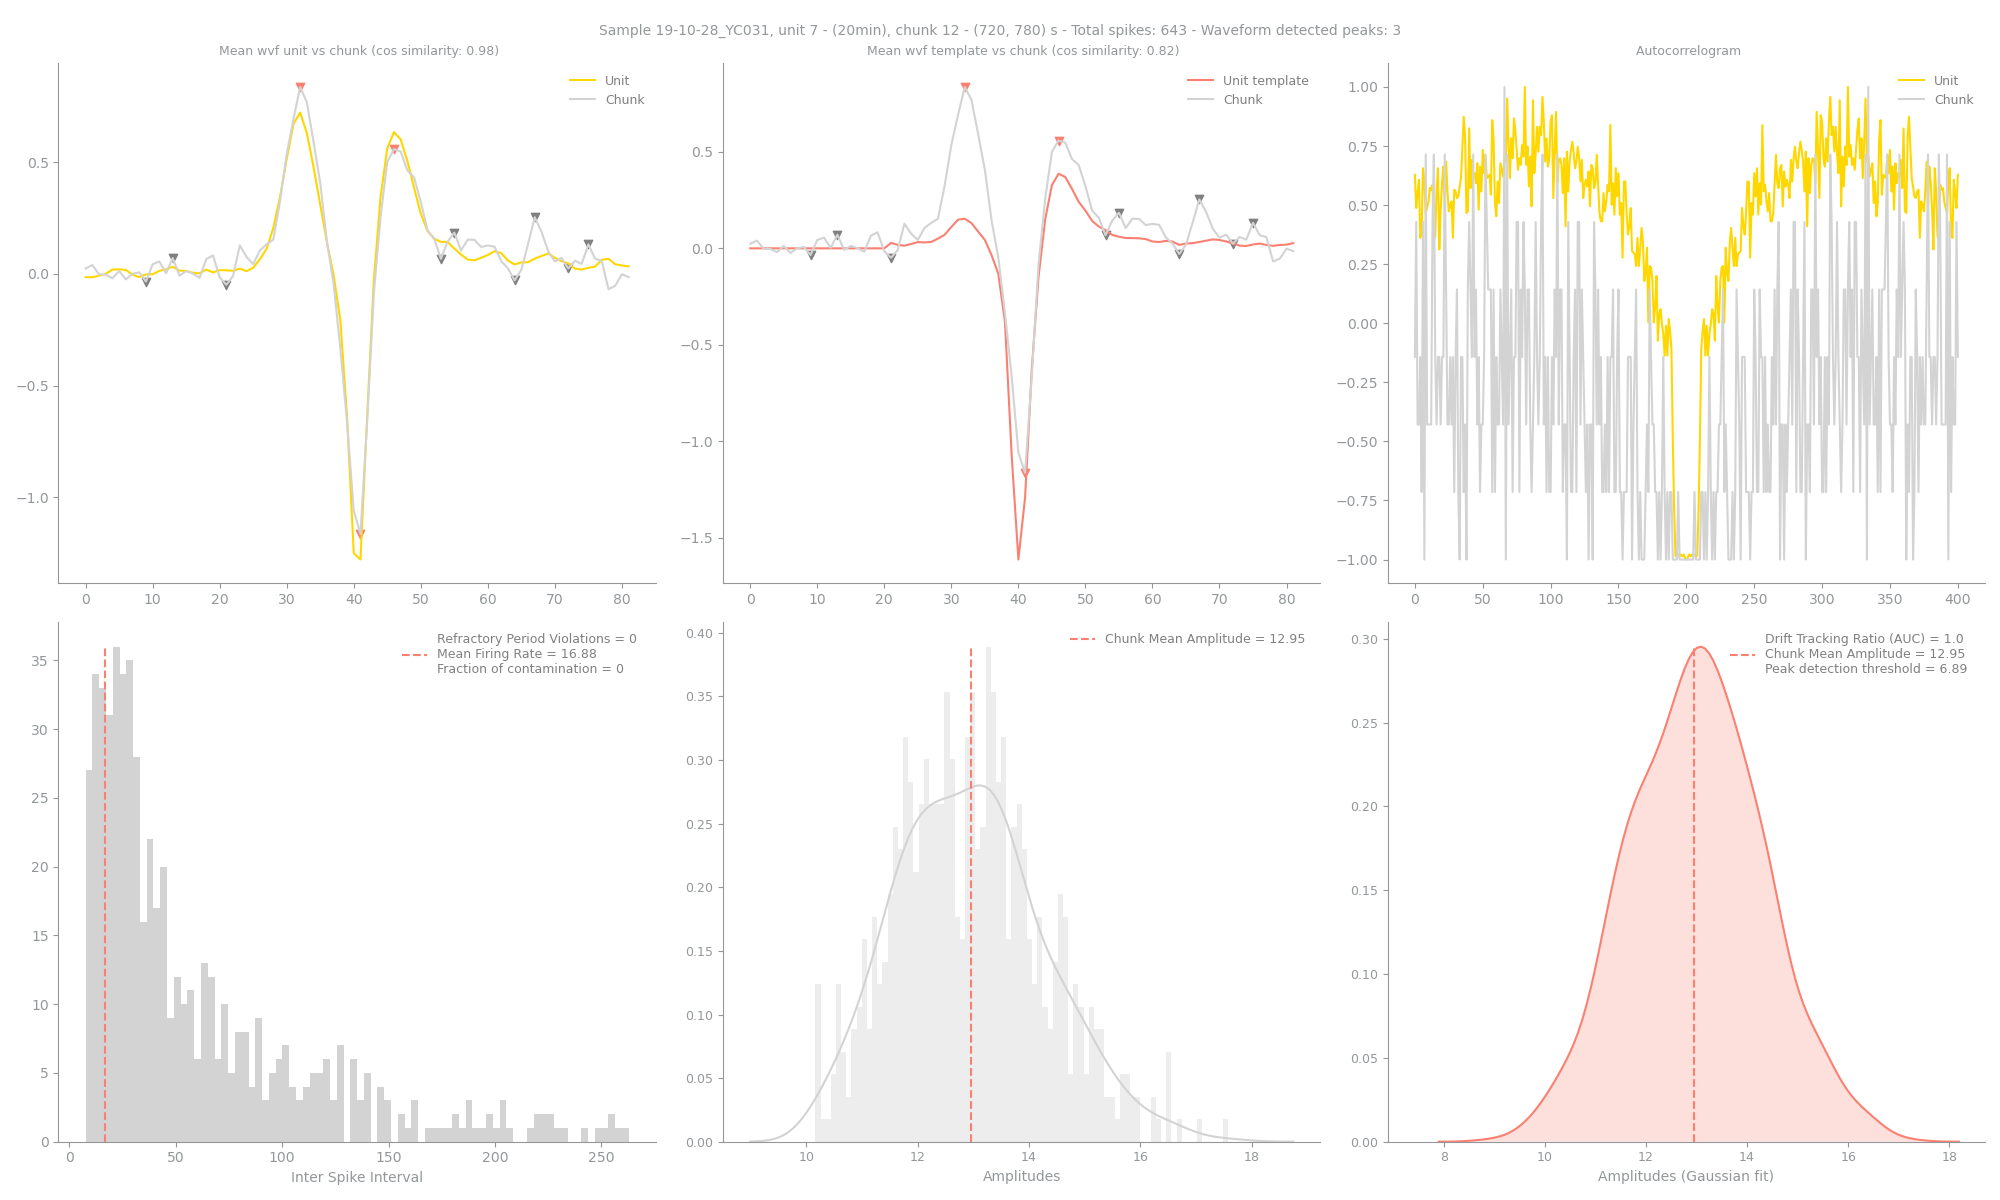 Sample 19-10-28_YC031, unit 7 - (20min), chunk 12 - (720, 780) s - Total spikes: 643 - Waveform detected peaks: 3
Mean wvf unit vs chunk (cos similarity: 0.98)
Unit
Chunk
0.5
0.0
−0.5
−1.0
0 10 20 30 40 50 60 70 80
Mean wvf template vs chunk (cos similarity: 0.82)
Unit template
Chunk
0.5
0.0
−0.5
−1.0
−1.5
0 10 20 30 40 50 60 70 80
Autocorrelogram
Unit
Chunk
1.00
0.75
0.50
0.25
0.00
−0.25
−0.50
−0.75
−1.00
0 50 100 150 200 250 300 350 400
Refractory Period Violations = 0
Mean Firing Rate = 16.88
Fraction of contamination = 0
35
30
25
20
15
10
5
0
0 50 100 150 200 250
Inter Spike Interval
Chunk Mean Amplitude = 12.95
0.40
0.35
0.30
0.25
0.20
0.15
0.10
0.05
0.00
10 12 14 16 18
Amplitudes
Drift Tracking Ratio (AUC) = 1.0
Chunk Mean Amplitude = 12.95
Peak detection threshold = 6.89
0.30
0.25
0.20
0.15
0.10
0.05
0.00
8 10 12 14 16 18
Amplitudes (Gaussian fit)